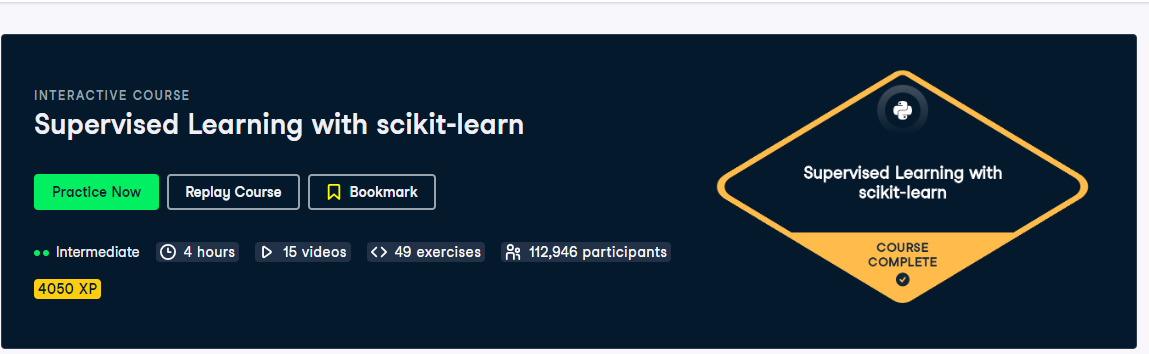 INTERACTIVE COURSE
Supervised Learning with scikit-learn
Practice Now Replay Course Bookmark
Intermediate 4 hours 15 videos 49 exercises 112,946 participants
4050 XP
Supervised Learning with
scikit-learn
COURSE
COMPLETE